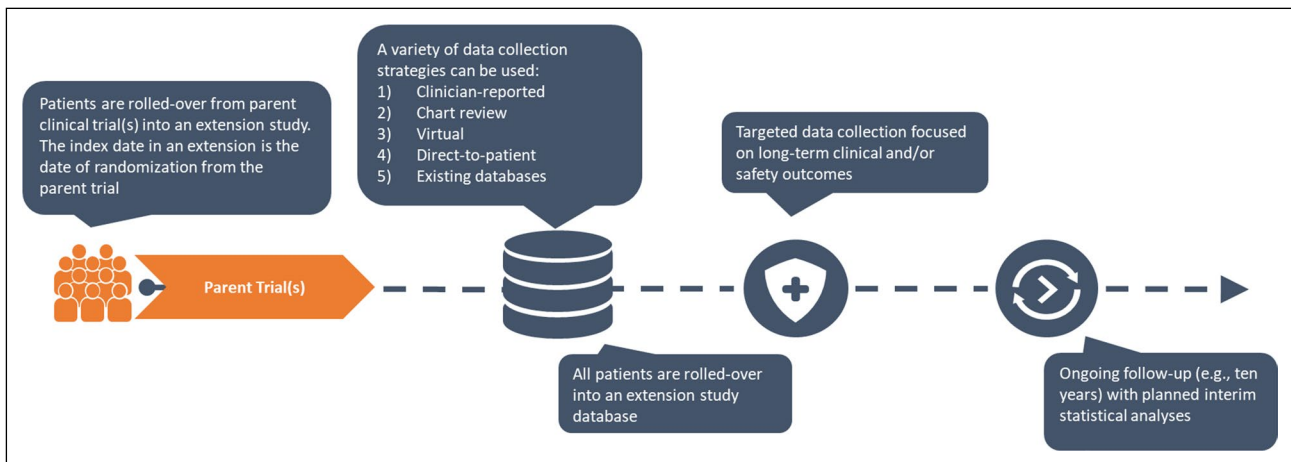 Patients are rolled-over from parent
clinical trial(s) into an extension study.
The index date in an extension is the
date of randomization from the
parent trial
A variety of data collection
strategies can be used:
1) Clinician-reported
2) Chart review
3) Virtual
4) Direct-to-patient
5) Existing databases
Targeted data collection focused
on long-term clinical and/or
safety outcomes
Parent Trial(s)
All patients are rolled-over
into an extension study
database
Ongoing follow-up (e.g., ten
years) with planned interim
statistical analyses